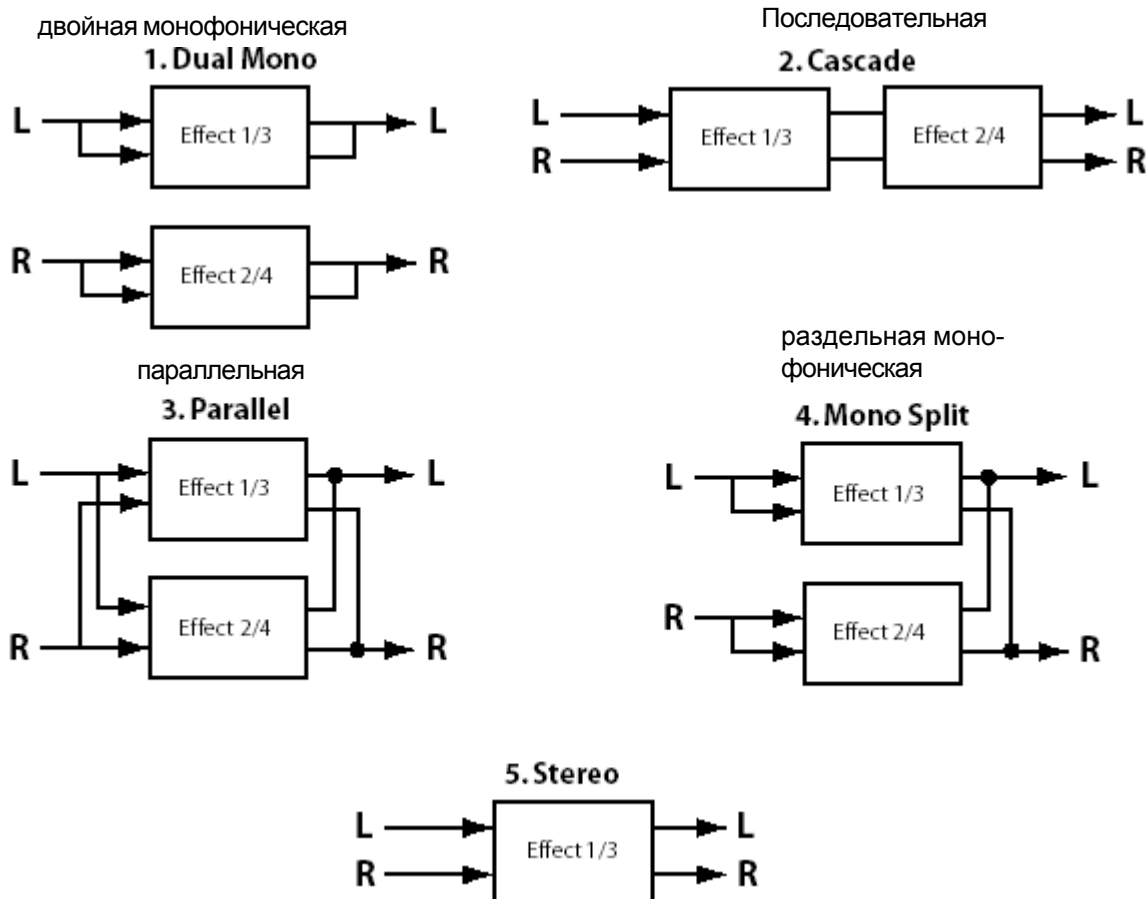 двойная монофоническая
1. Dual Mono
L
Effect 1/3
L
R
Effect 2/4
R
Последовательная
2. Cascade
L
R
Effect 1/3
Effect 2/4
L
R
параллельная
3. Parallel
L
Effect 1/3
L
R
Effect 2/4
R
раздельная моно-
фоническая
4. Mono Split
L
Effect 1/3
L
R
Effect 2/4
R
5. Stereo
L
R
Effect 1/3
L
R